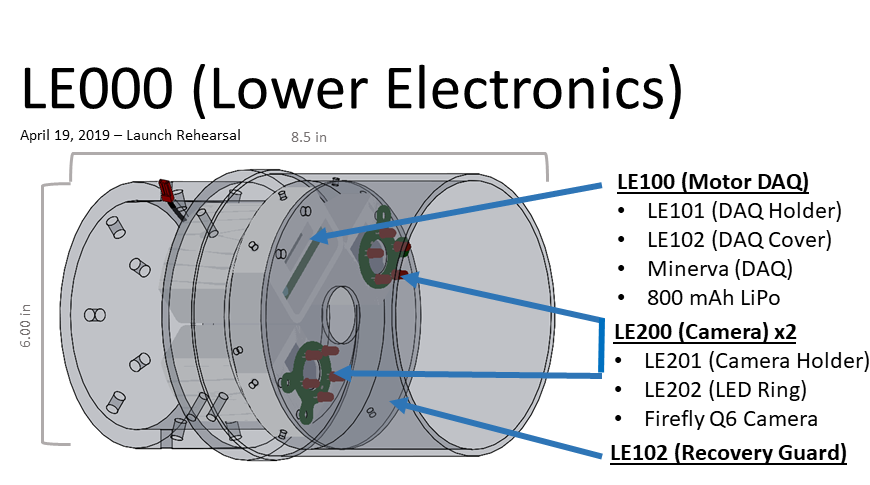 LE000 (Lower Electronics)
April 19, 2019 – Launch Rehearsal
8.5 in
6.00 in
LE100 (Motor DAQ)
• LE101 (DAQ Holder)
• LE102 (DAQ Cover)
• Minerva (DAQ)
• 800 mAh LiPo
LE200 (Camera) x2
• LE201 (Camera Holder)
• LE202 (LED Ring)
• Firefly Q6 Camera
LE102 (Recovery Guard)